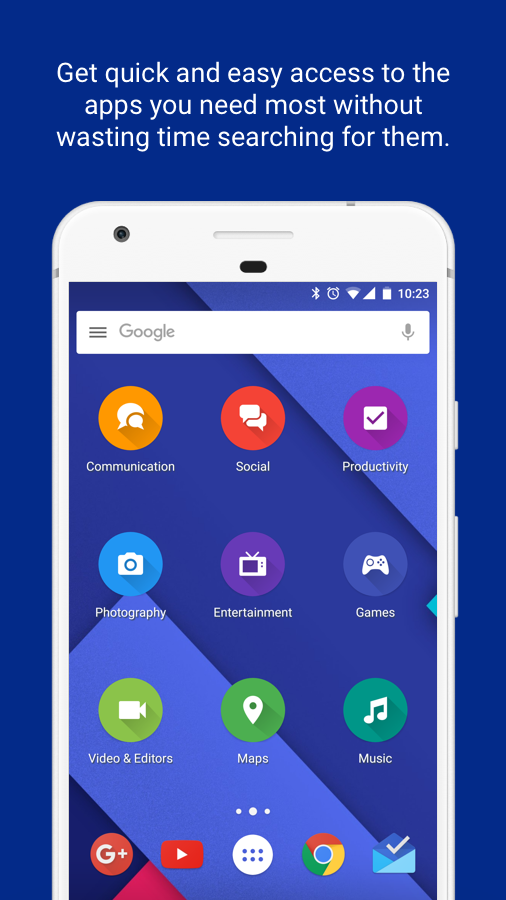 Get quick and easy access to the
apps you need most without
wasting time searching for them.
10:23
Google
Communication
Social
Productivity
Photography
Entertainment
Games
Video & Editors
Maps
Music
G+